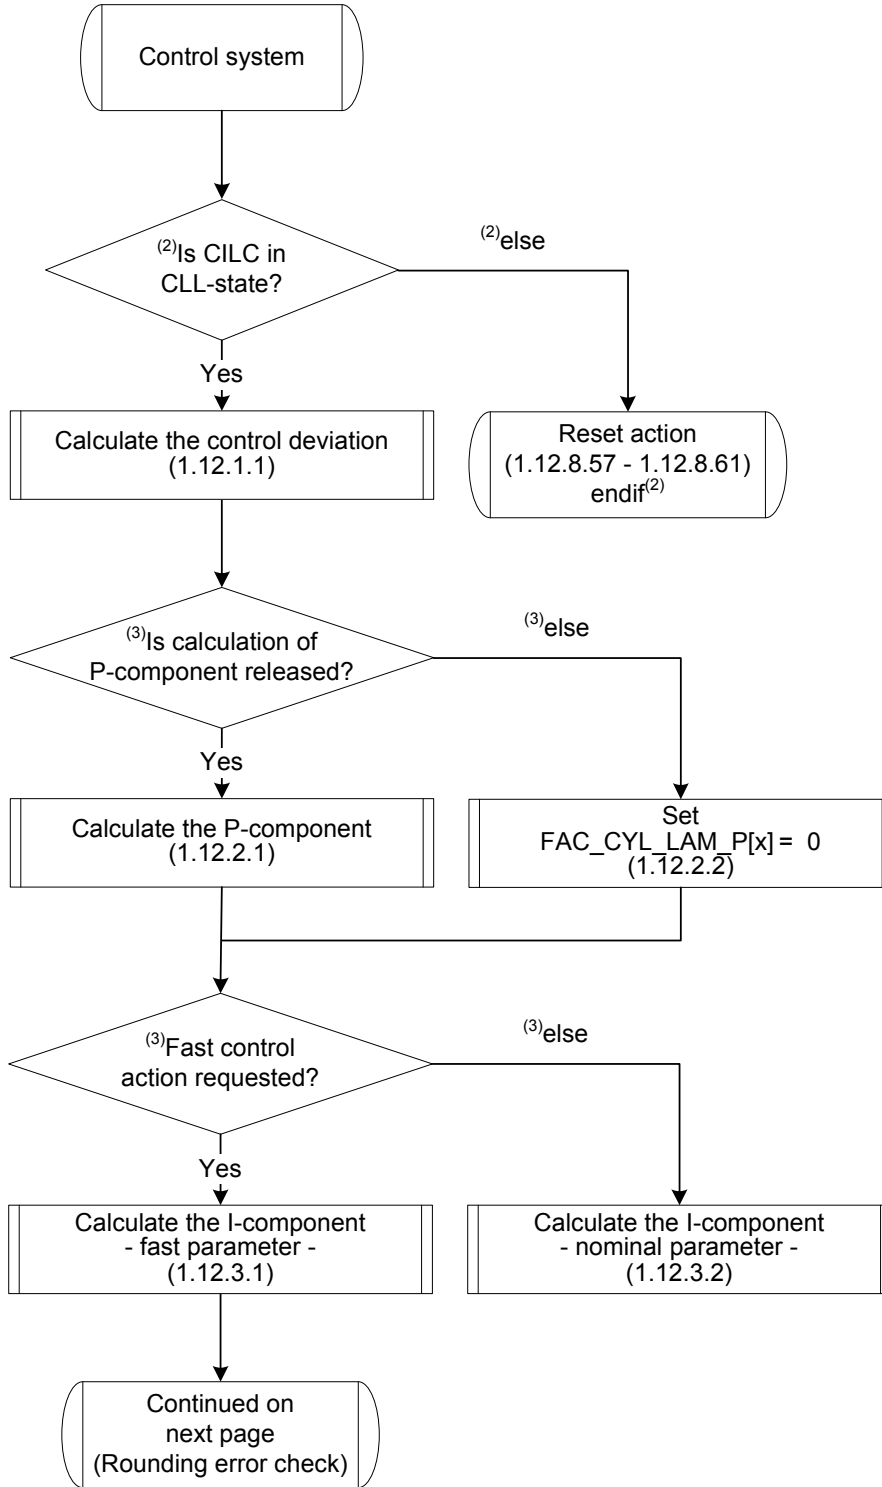 Control system
(2)Is CILC in
CLL-state?
(2)else
Yes
Calculate the control deviation
(1.12.1.1)
Reset action
(1.12.8.57 - 1.12.8.61)
endif(2)
(3)Is calculation of
P-component released?
(3)else
Yes
Calculate the P-component
(1.12.2.1)
Set
FAC_CYL_LAM_P[x] = 0
(1.12.2.2)
(3)Fast control
action requested?
(3)else
Yes
Calculate the I-component
- fast parameter -
(1.12.3.1)
Calculate the I-component
- nominal parameter -
(1.12.3.2)
Continued on
next page
(Rounding error check)